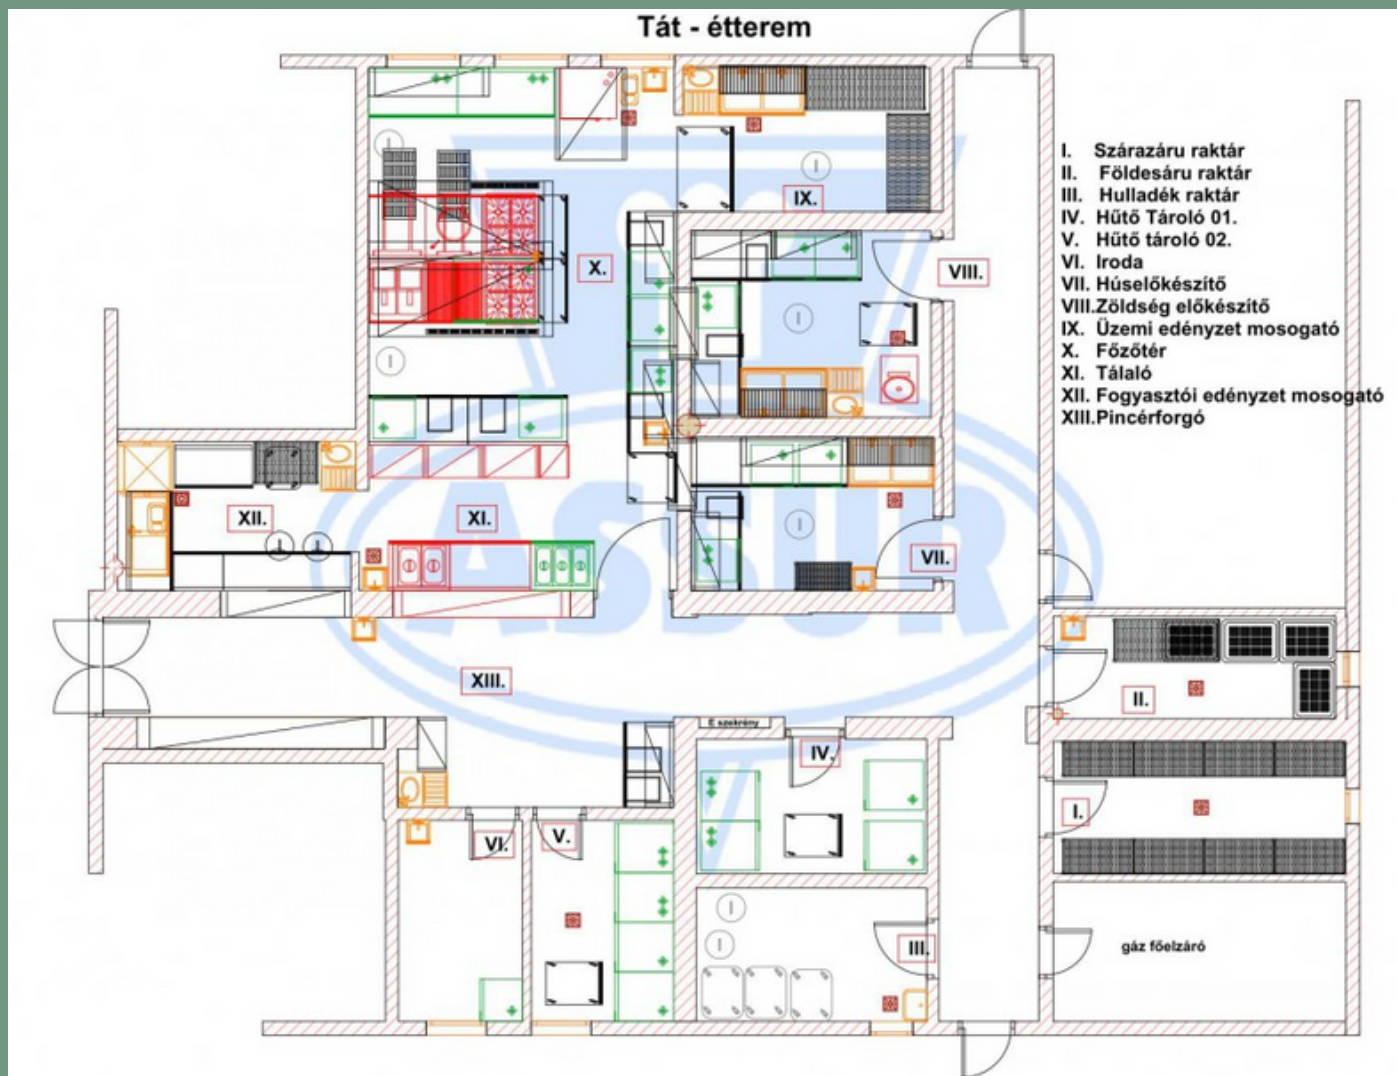 Tát - étterem
I. Szárazáru raktár
II. Földesáru raktár
III. Hulladék raktár
IV. Hűtő Tároló 01.
V. Hűtő tároló 02.
VI. Iroda
VII. Húselőkészítő
VIII.Zöldség előkészítő
IX. Üzemi edényzet mosogató
X. Főzőtér
XI. Tálaló
XII. Fogyasztói edényzet mosogató
XIII.Pincérforgó
IX.
X.
VIII.
XII.
XI.
VII.
ASSUR
XIII.
II.
E szekrény
IV.
I.
VI.
V.
III.
gáz főelzáró